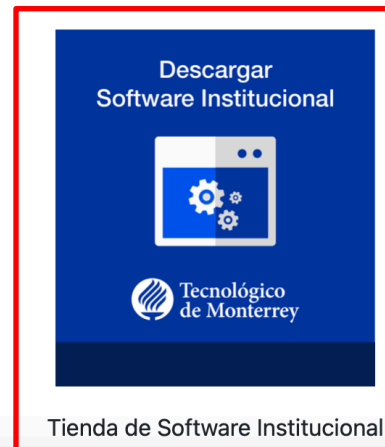 Descargar
Software Institucional
Tecnológico
de Monterrey
Tienda de Software Institucional